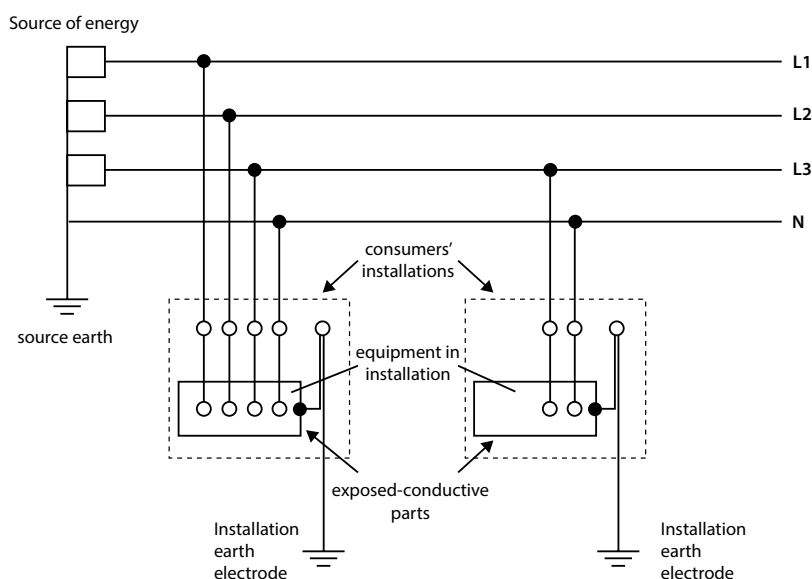 Source of energy
L1
L2
L3
N
consumers’
installations
source earth
equipment in
installation
exposed-conductive
parts
Installation
earth
electrode
Installation
earth
electrode